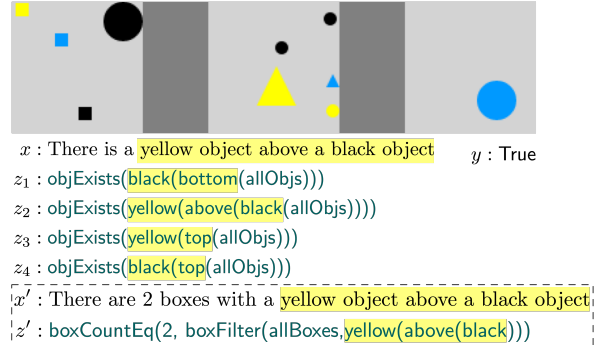 x : There is a yellow object above a black object y : True
z₁ : objExists(black(bottom(allObjs)))
z₂ : objExists(yellow(above(black(allObjs))))
z₃ : objExists(yellow(top(allObjs)))
z₄ : objExists(black(top(allObjs)))
x′ : There are 2 boxes with a yellow object above a black object
z′ : boxCountEq(2, boxFilter(allBoxes,yellow(above(black)))